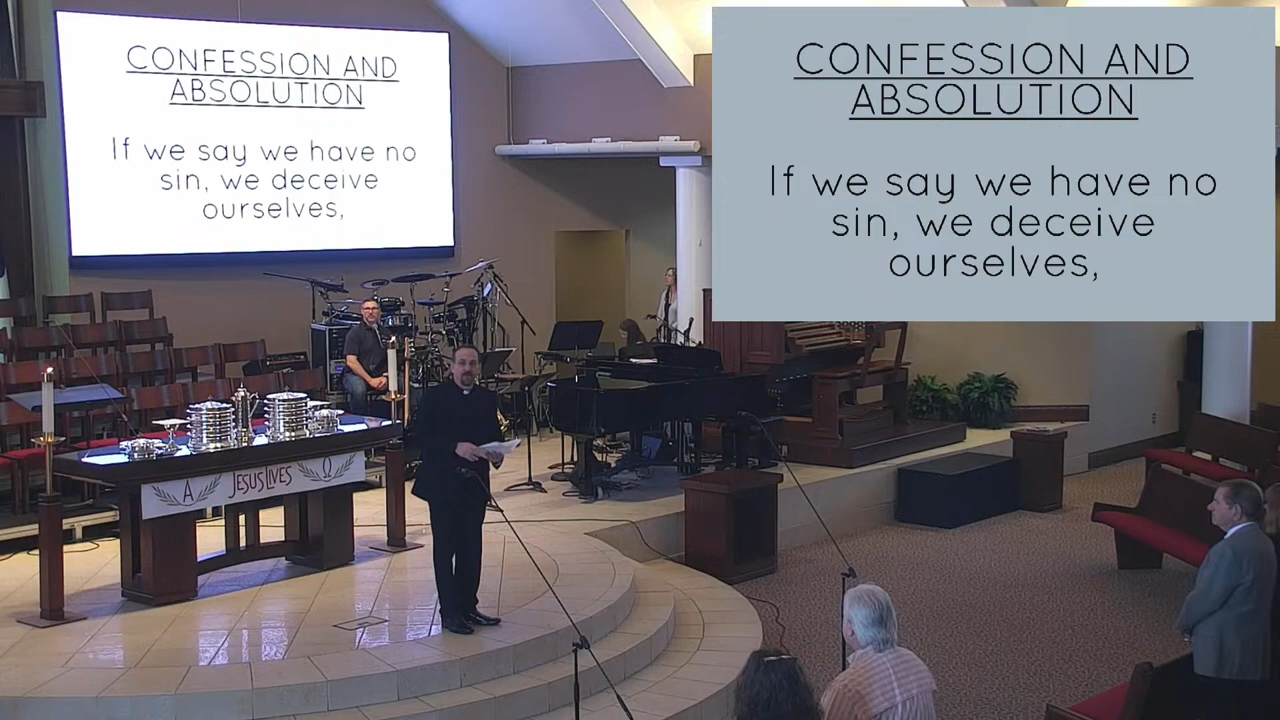 CONFESSION AND
ABSOLUTION
If we say we have no
sin, we deceive
ourselves,
CONFESSION AND
ABSOLUTION
If we say we have no
sin, we deceive
ourselves,
A JESUS LIVES Ω